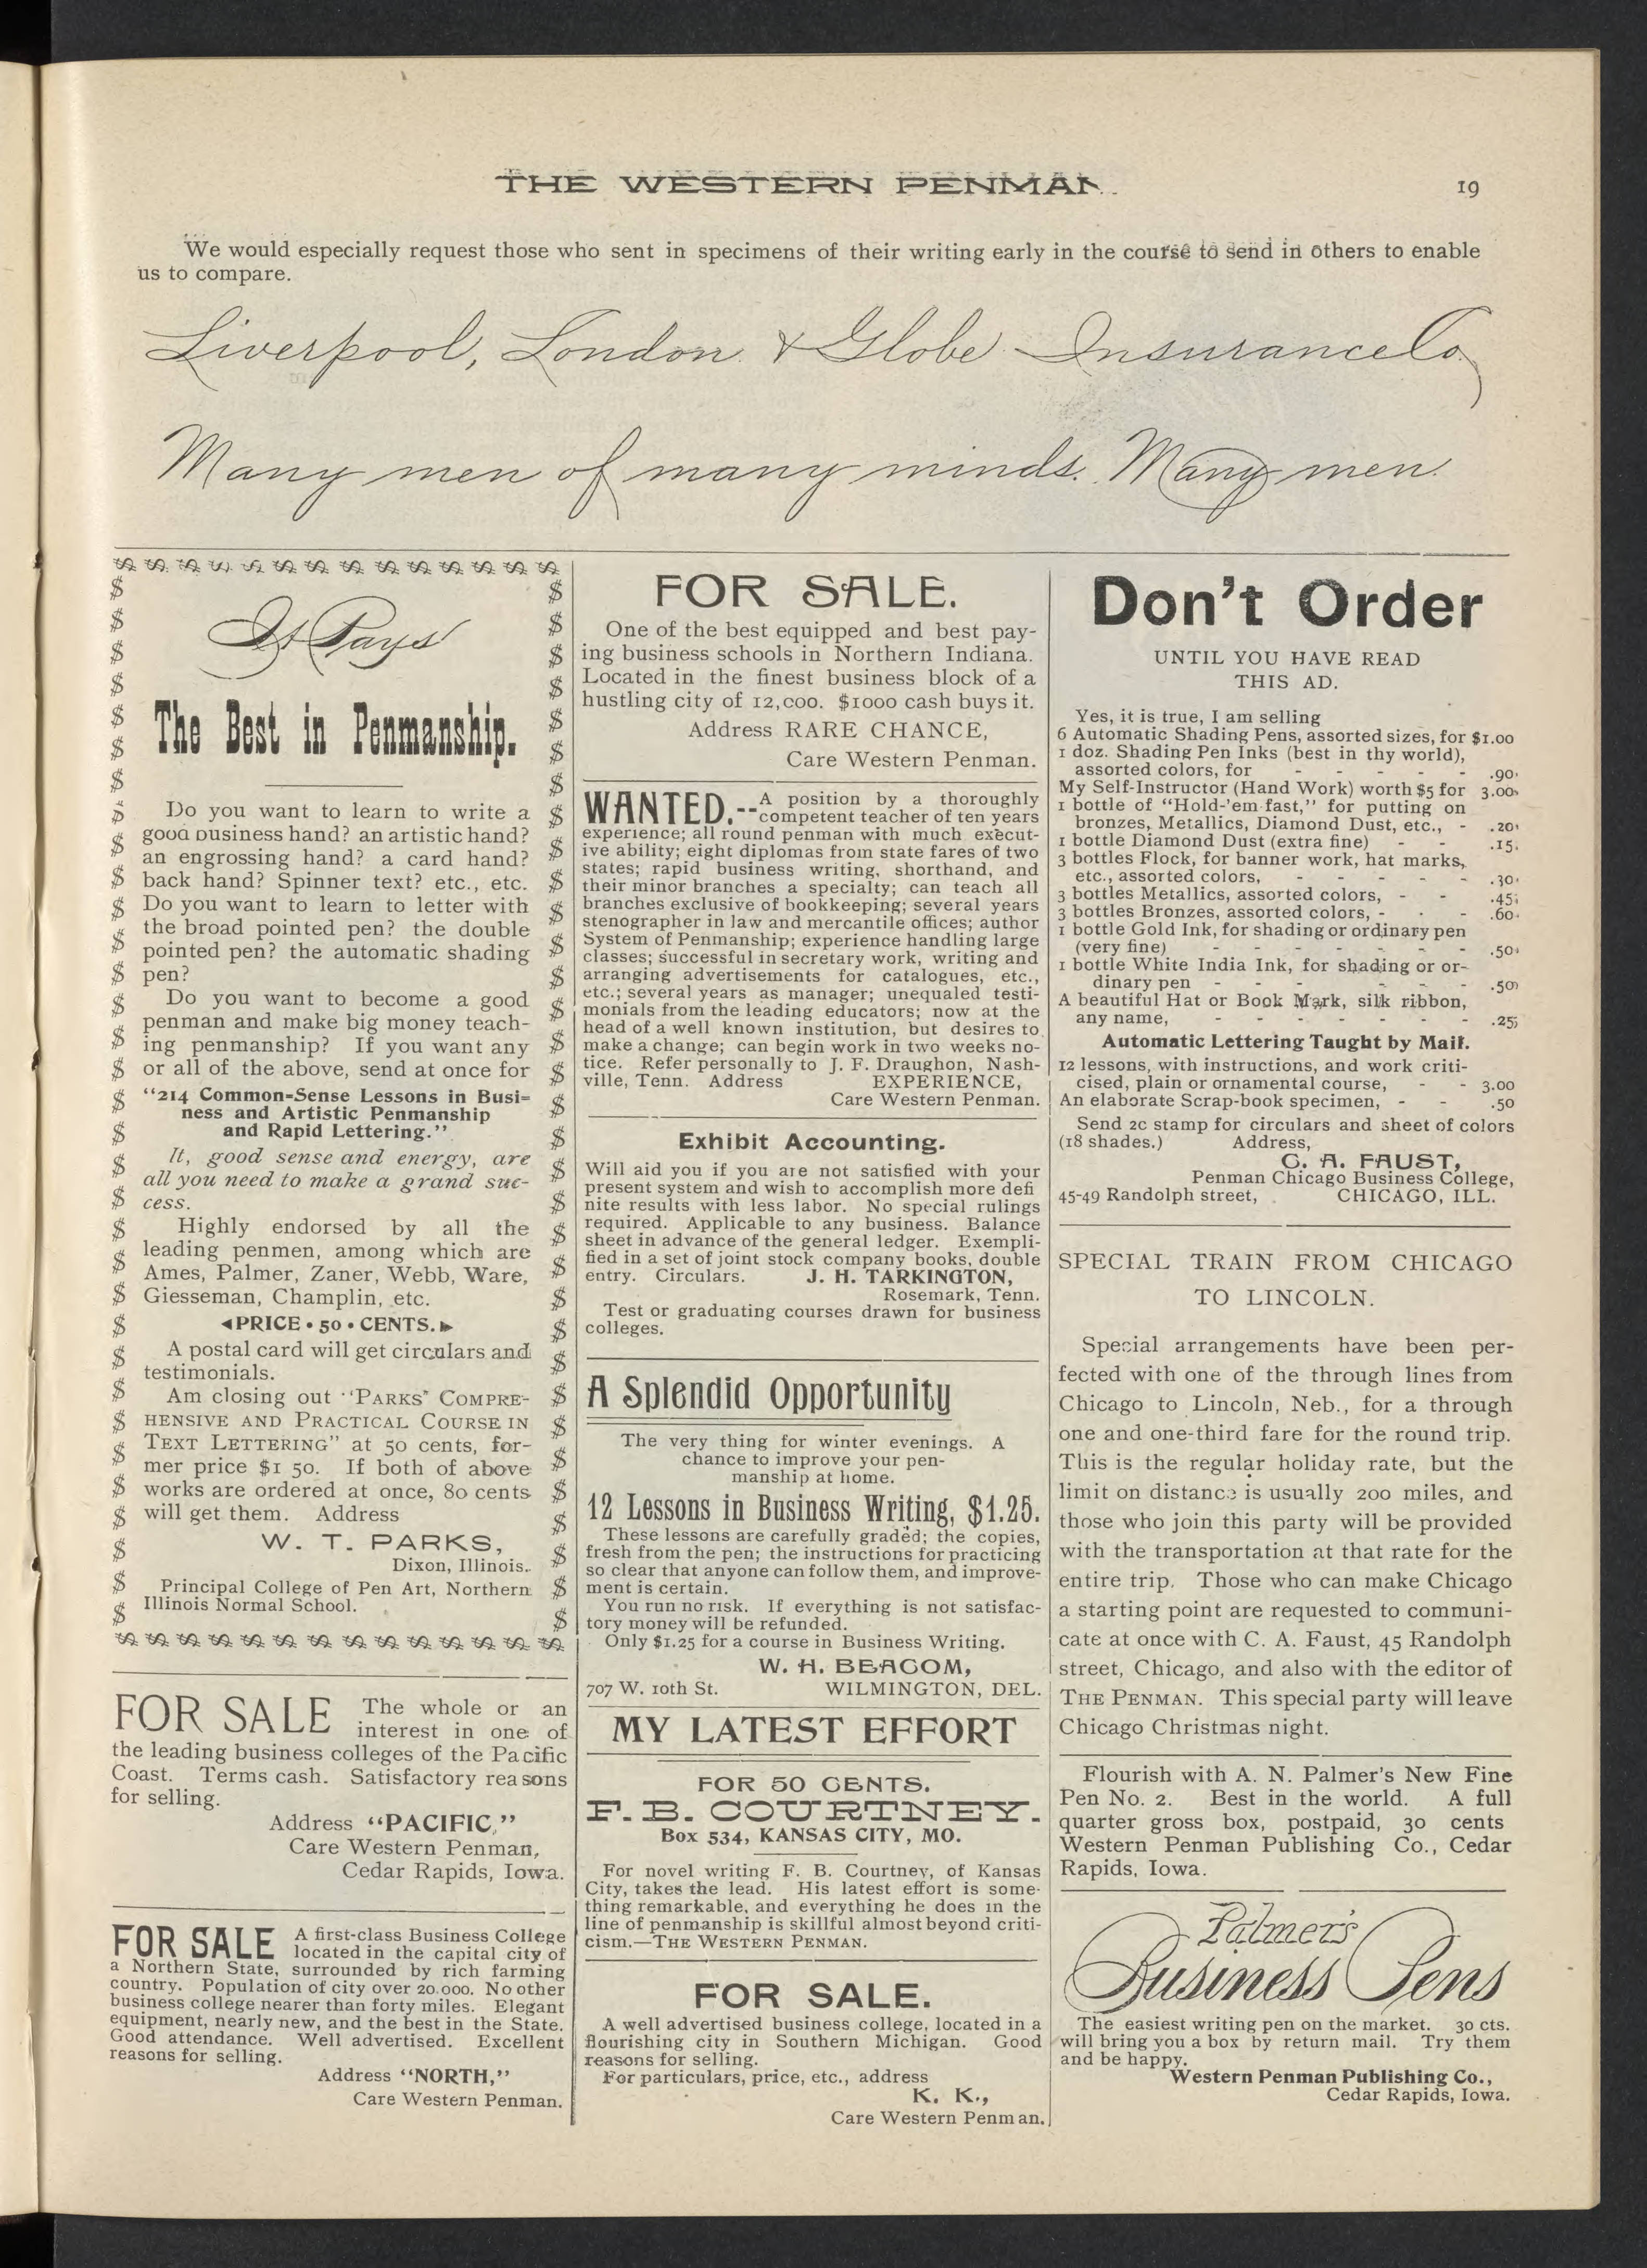 THE WESTERN PENMAN.
19
We would especially request those who sent in specimens of their writing early in the course to send in others to enable
us to compare.
Liverpool, London & Globe Insurance Co.
Many men of many minds. Many men.
It Pays
The Best in Penmanship.
Do you want to learn to write a
good business hand? an artistic hand?
an engrossing hand? a card hand?
back hand? Spinner text? etc., etc.
Do you want to learn to letter with
the broad pointed pen? the double
pointed pen? the automatic shading
pen?
Do you want to become a good
penman and make big money teach-
ing penmanship? If you want any
or all of the above, send at once for
"214 Common-Sense Lessons in Busi-
ness and Artistic Penmanship
and Rapid Lettering."
It, good sense and energy, are
all you need to make a grand suc-
cess.
Highly endorsed by all the
leading penmen, among which are
Ames, Palmer, Zaner, Webb, Ware,
Giesseman, Champlin, etc.
◄PRICE • 50 • CENTS.►
A postal card will get circulars and
testimonials.
Am closing out "PARKS' COMPRE-
HENSIVE AND PRACTICAL COURSE IN
TEXT LETTERING" at 50 cents, for-
mer price $1 50. If both of above
works are ordered at once, 80 cents
will get them. Address
W. T. PARKS,
Dixon, Illinois.
Principal College of Pen Art, Northern
Illinois Normal School.
FOR SALE The whole or an
interest in one of
the leading business colleges of the Pacific
Coast. Terms cash. Satisfactory reasons
for selling.
Address "PACIFIC,"
Care Western Penman,
Cedar Rapids, Iowa.
FOR SALE A first-class Business College
located in the capital city of
a Northern State, surrounded by rich farming
country. Population of city over 20.000. No other
business college nearer than forty miles. Elegant
equipment, nearly new, and the best in the State.
Good attendance. Well advertised. Excellent
reasons for selling.
Address "NORTH,"
Care Western Penman.
FOR SALE.
One of the best equipped and best pay-
ing business schools in Northern Indiana.
Located in the finest business block of a
hustling city of 12,000. $1000 cash buys it.
Address RARE CHANCE,
Care Western Penman.
WANTED.--A position by a thoroughly
competent teacher of ten years
experience; all round penman with much execut-
ive ability; eight diplomas from state fares of two
states; rapid business writing, shorthand, and
their minor branches a specialty; can teach all
branches exclusive of bookkeeping; several years
stenographer in law and mercantile offices; author
System of Penmanship; experience handling large
classes; successful in secretary work, writing and
arranging advertisements for catalogues, etc.,
etc.; several years as manager; unequaled testi-
monials from the leading educators; now at the
head of a well known institution, but desires to
make a change; can begin work in two weeks no-
tice. Refer personally to J. F. Draughon, Nash-
ville, Tenn. Address EXPERIENCE,
Care Western Penman.
Exhibit Accounting.
Will aid you if you are not satisfied with your
present system and wish to accomplish more defi
nite results with less labor. No special rulings
required. Applicable to any business. Balance
sheet in advance of the general ledger. Exempli-
fied in a set of joint stock company books, double
entry. Circulars. J. H. TARKINGTON,
Rosemark, Tenn.
Test or graduating courses drawn for business
colleges.
A Splendid Opportunity
The very thing for winter evenings. A
chance to improve your pen-
manship at home.
12 Lessons in Business Writing, $1.25.
These lessons are carefully graded; the copies,
fresh from the pen; the instructions for practicing
so clear that anyone can follow them, and improve-
ment is certain.
You run no risk. If everything is not satisfac-
tory money will be refunded.
Only $1.25 for a course in Business Writing.
W. H. BEACOM,
707 W. 10th St. WILMINGTON, DEL.
MY LATEST EFFORT
FOR 50 CENTS.
F. B. COURTNEY.
Box 534, KANSAS CITY, MO.
For novel writing F. B. Courtney, of Kansas
City, takes the lead. His latest effort is some-
thing remarkable, and everything he does in the
line of penmanship is skillful almost beyond criti-
cism.—THE WESTERN PENMAN.
FOR SALE.
A well advertised business college, located in a
flourishing city in Southern Michigan. Good
reasons for selling.
For particulars, price, etc., address
K. K.,
Care Western Penman.
Don't Order
UNTIL YOU HAVE READ
THIS AD.
Yes, it is true, I am selling
6 Automatic Shading Pens, assorted sizes, for $1.00
1 doz. Shading Pen Inks (best in thy world),
assorted colors, for - - - - - .90
My Self-Instructor (Hand Work) worth $5 for 3.00
1 bottle of "Hold-'em-fast," for putting on
bronzes, Metallics, Diamond Dust, etc., - .20
1 bottle Diamond Dust (extra fine) - - .15
3 bottles Flock, for banner work, hat marks,
etc., assorted colors, - - - - - .30
3 bottles Metallics, assorted colors, - - .45
3 bottles Bronzes, assorted colors, - - - .60
1 bottle Gold Ink, for shading or ordinary pen
(very fine) - - - - - - - .50
1 bottle White India Ink, for shading or or-
dinary pen - - - - - - .50
A beautiful Hat or Book Mark, silk ribbon,
any name, - - - - - - - .25
Automatic Lettering Taught by Mail.
12 lessons, with instructions, and work criti-
cised, plain or ornamental course, - - 3.00
An elaborate Scrap-book specimen, - - .50
Send 2c stamp for circulars and sheet of colors
(18 shades.) Address,
C. A. FAUST,
Penman Chicago Business College,
45-49 Randolph street, CHICAGO, ILL.
SPECIAL TRAIN FROM CHICAGO
TO LINCOLN.
Special arrangements have been per-
fected with one of the through lines from
Chicago to Lincoln, Neb., for a through
one and one-third fare for the round trip.
This is the regular holiday rate, but the
limit on distance is usually 200 miles, and
those who join this party will be provided
with the transportation at that rate for the
entire trip. Those who can make Chicago
a starting point are requested to communi-
cate at once with C. A. Faust, 45 Randolph
street, Chicago, and also with the editor of
THE PENMAN. This special party will leave
Chicago Christmas night.
Flourish with A. N. Palmer's New Fine
Pen No. 2. Best in the world. A full
quarter gross box, postpaid, 30 cents
Western Penman Publishing Co., Cedar
Rapids, Iowa.
Palmer's
Business Pens
The easiest writing pen on the market. 30 cts.
will bring you a box by return mail. Try them
and be happy.
Western Penman Publishing Co.,
Cedar Rapids, Iowa.